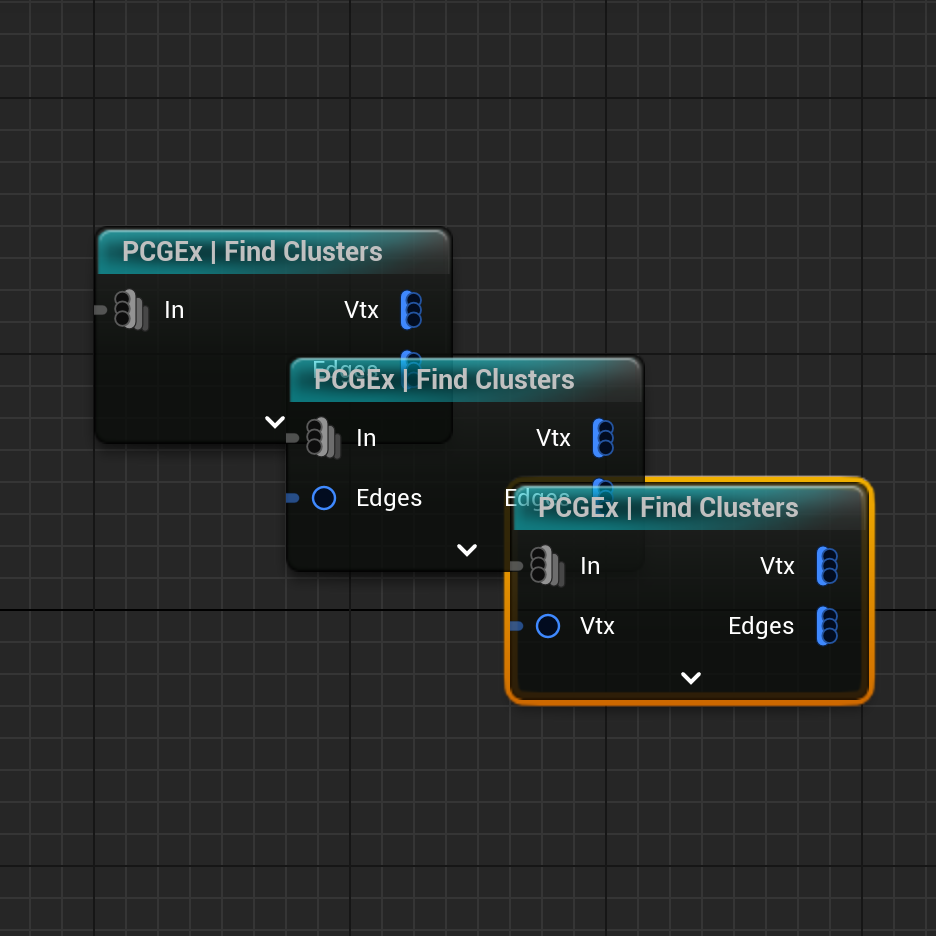 PCGEx | Find Clusters
In Vtx
Edges
PCGEx | Find Clusters
In Vtx
Edges Edges
PCGEx | Find Clusters
In Vtx
Vtx Edges